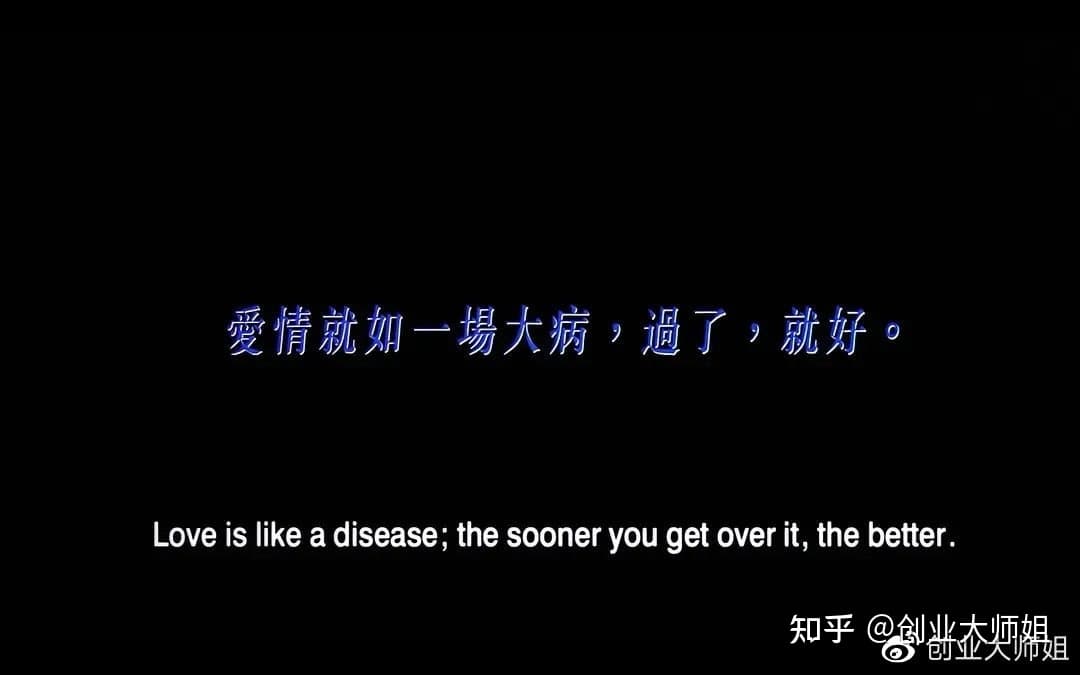 愛情就如一場大病，過了，就好。
Love is like a disease; the sooner you get over it, the better.
知乎 @创业大师姐
创业大师姐